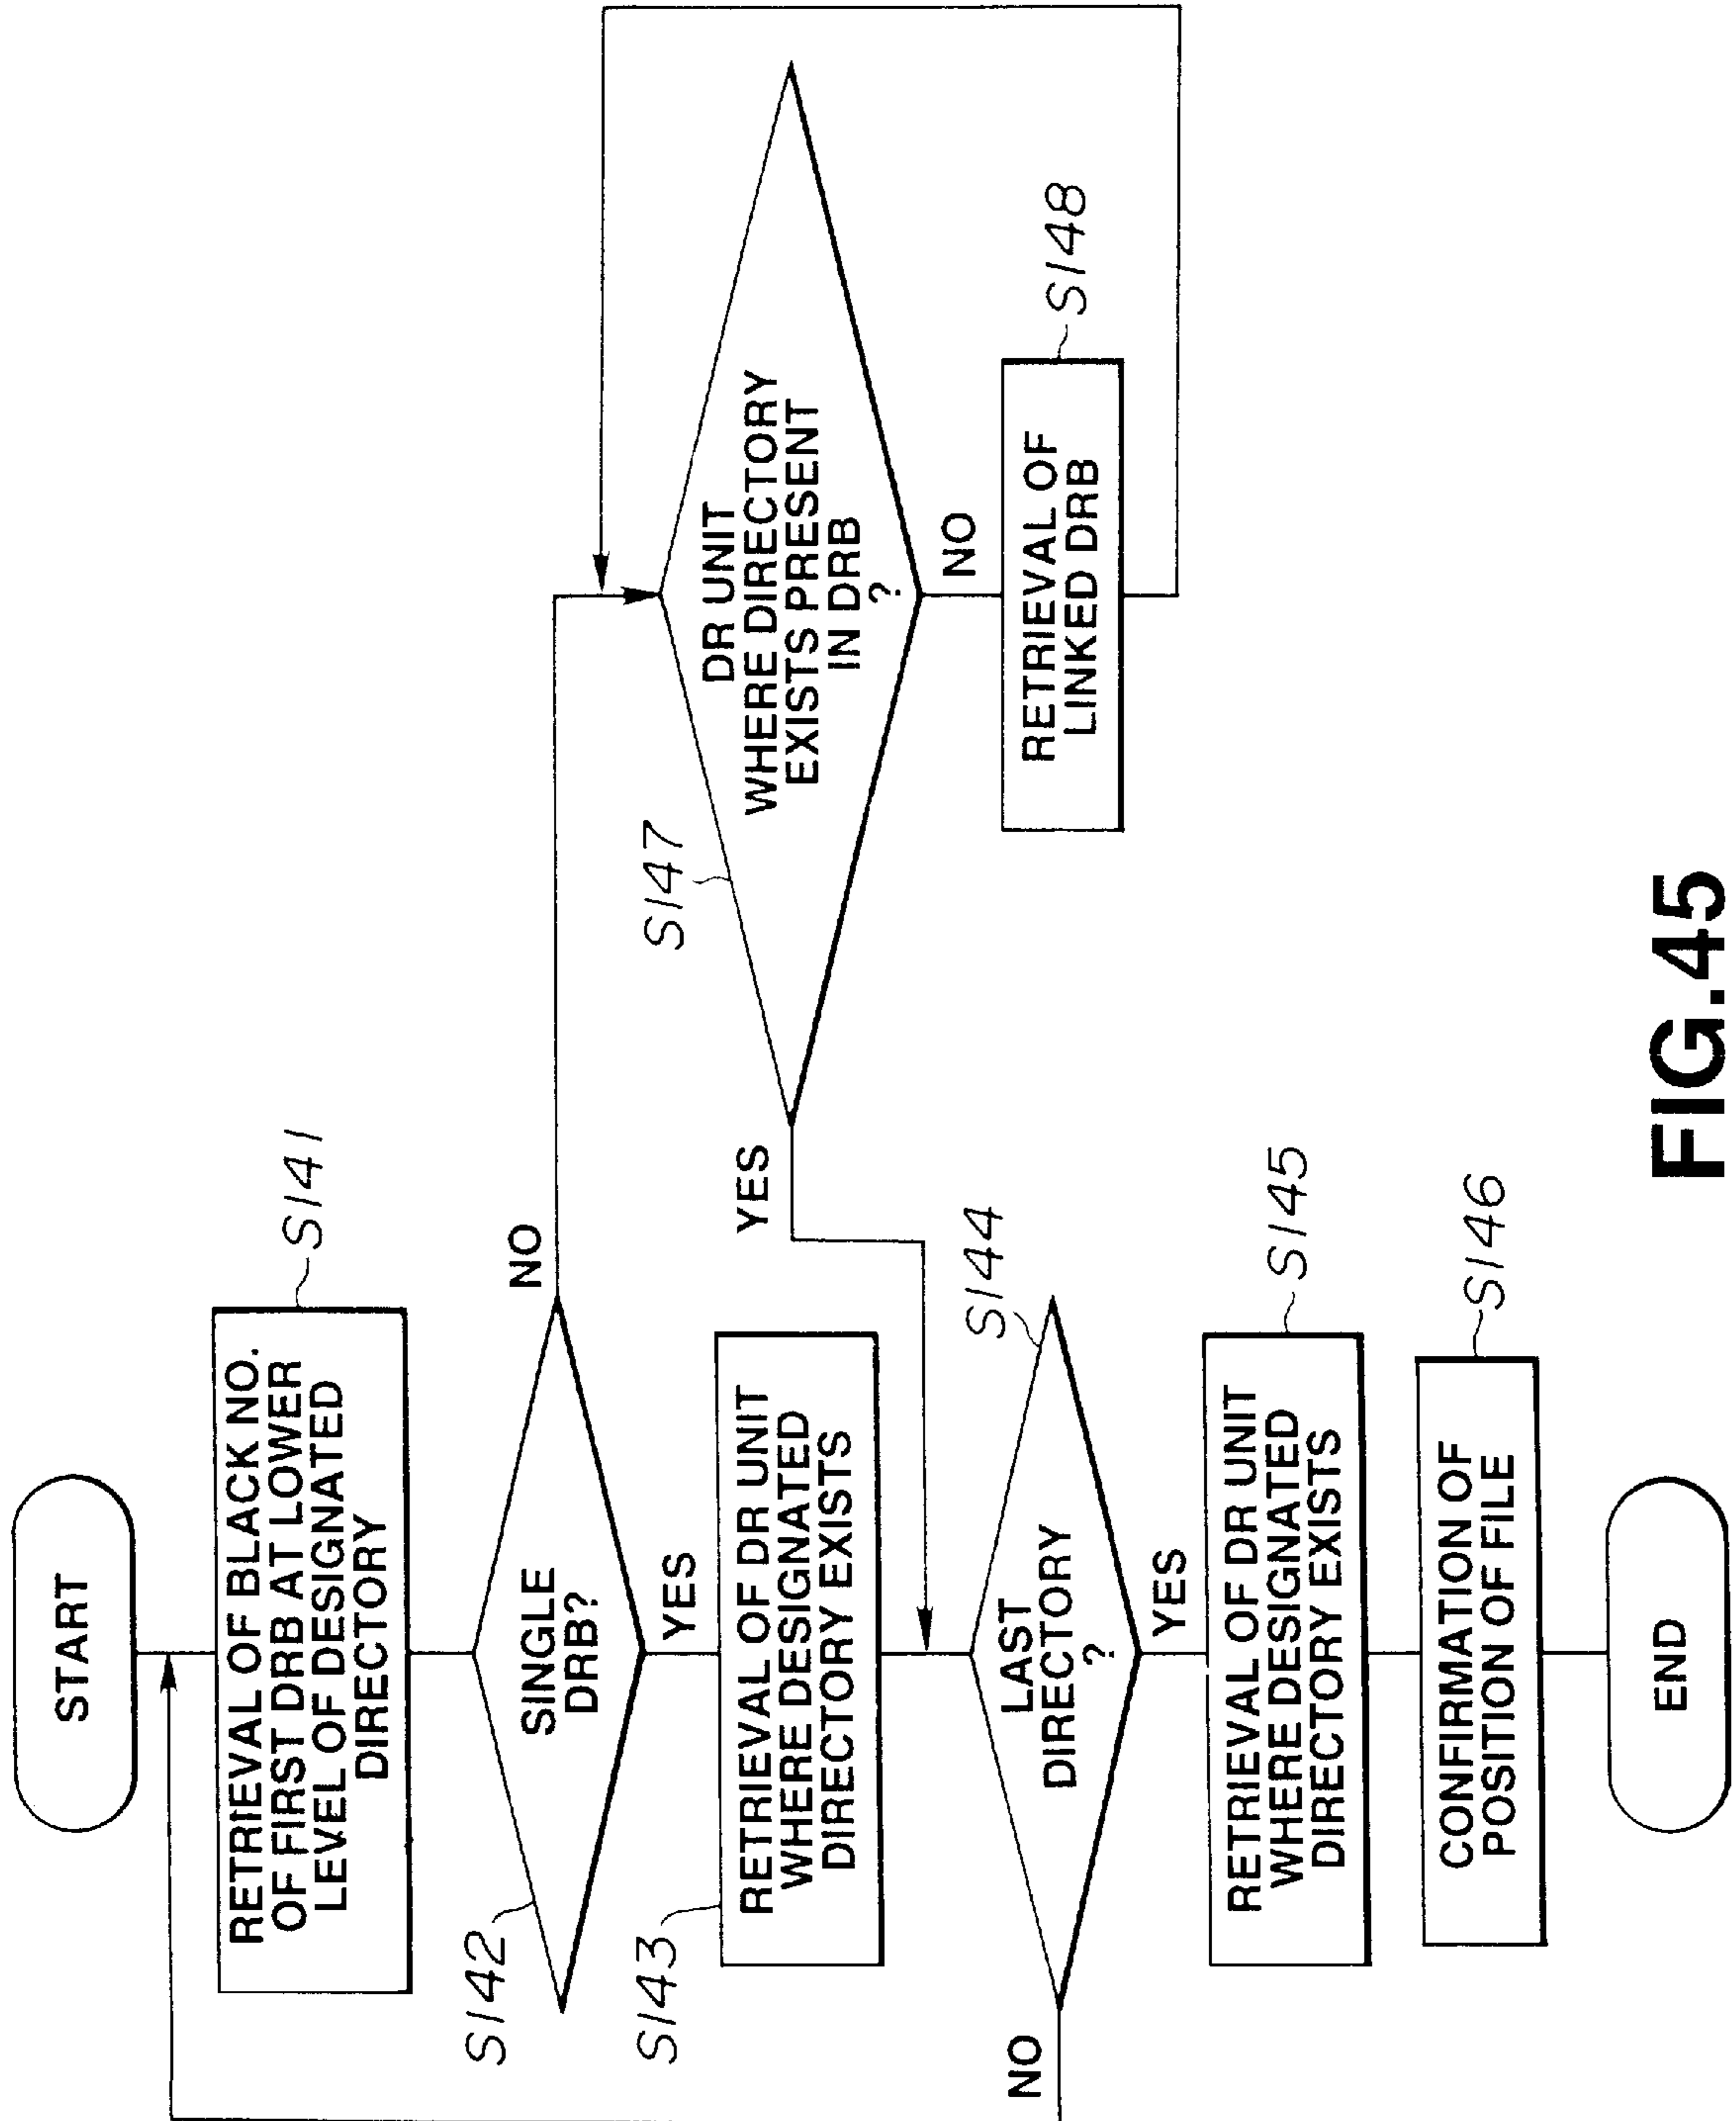 START
RETRIEVAL OF BLACK NO.
OF FIRST DRB AT LOWER
LEVEL OF DESIGNATED
DIRECTORY
S141
SINGLE
DRB?
S142
NO
YES
RETRIEVAL OF DR UNIT
WHERE DESIGNATED
DIRECTORY EXISTS
S143
LAST
DIRECTORY
?
S144
NO
YES
RETRIEVAL OF DR UNIT
WHERE DESIGNATED
DIRECTORY EXISTS
S145
CONFIRMATION OF
POSITION OF FILE
S146
END
DR UNIT
WHERE DIRECTORY
EXISTS PRESENT
IN DRB
?
S147
YES
NO
RETRIEVAL OF
LINKED DRB
S148
FIG.45